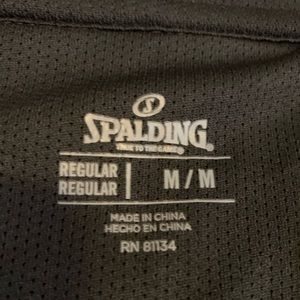 S
SPALDING®
TRUE TO THE GAME®
REGULAR M / M
REGULAR
MADE IN CHINA
HECHO EN CHINA
RN 81134